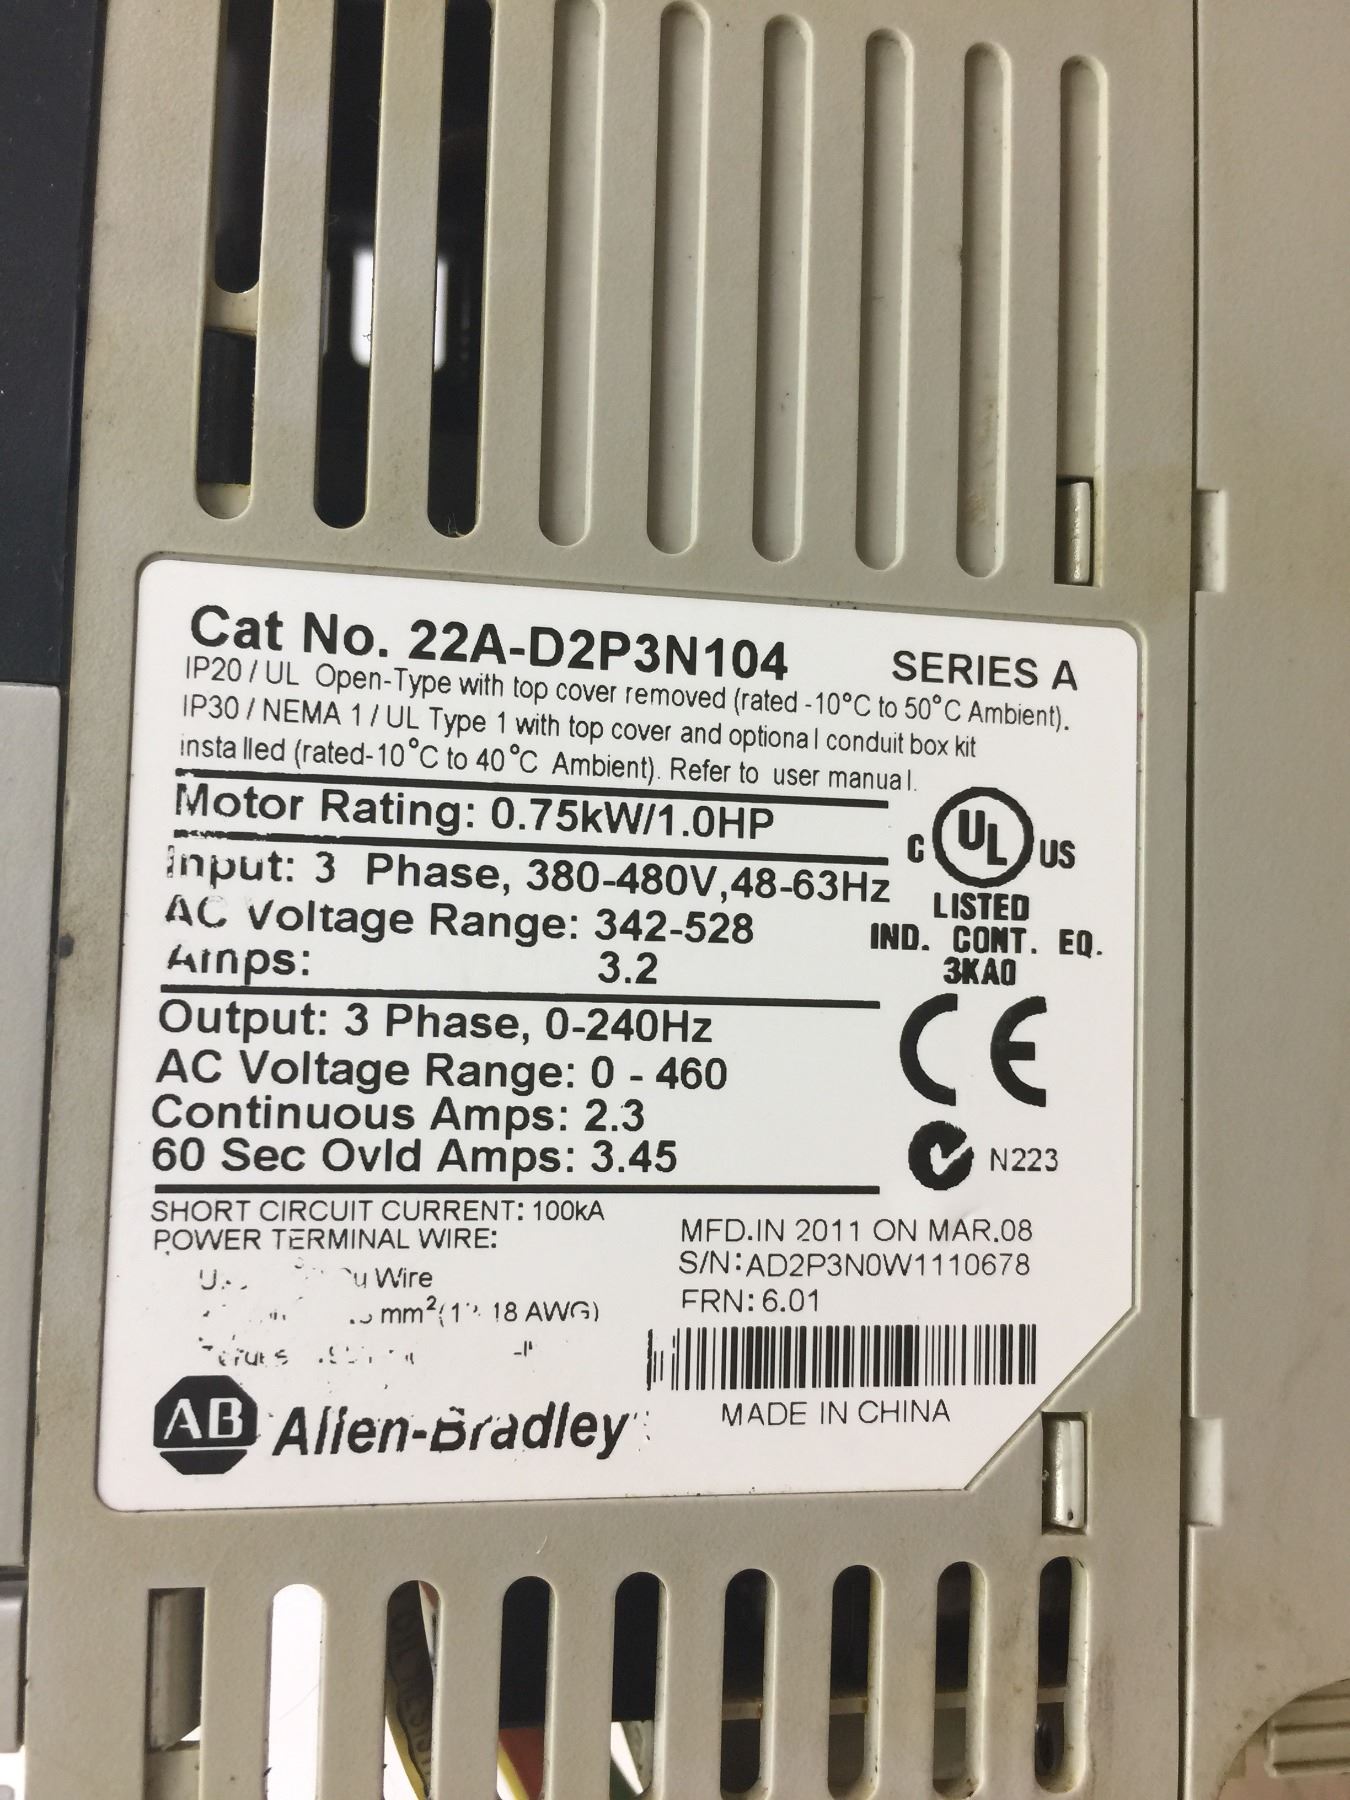 Cat No. 22A-D2P3N104 SERIES A
IP20 / UL Open-Type with top cover removed (rated -10°C to 50°C Ambient).
IP30 / NEMA 1 / UL Type 1 with top cover and optional conduit box kit
installed (rated-10°C to 40°C Ambient). Refer to user manual.
Motor Rating: 0.75kW/1.0HP
Input: 3 Phase, 380-480V,48-63Hz
AC Voltage Range: 342-528
Amps: 3.2
C UL US
LISTED
IND. CONT. EQ.
3KA0
Output: 3 Phase, 0-240Hz
AC Voltage Range: 0 - 460
Continuous Amps: 2.3
60 Sec Ovld Amps: 3.45
CE
N223
SHORT CIRCUIT CURRENT: 100kA
POWER TERMINAL WIRE:
Wire
mm²( 18 AWG)
MFD.IN 2011 ON MAR.08
S/N:AD2P3N0W1110678
FRN: 6.01
MADE IN CHINA
AB Allen-Bradley